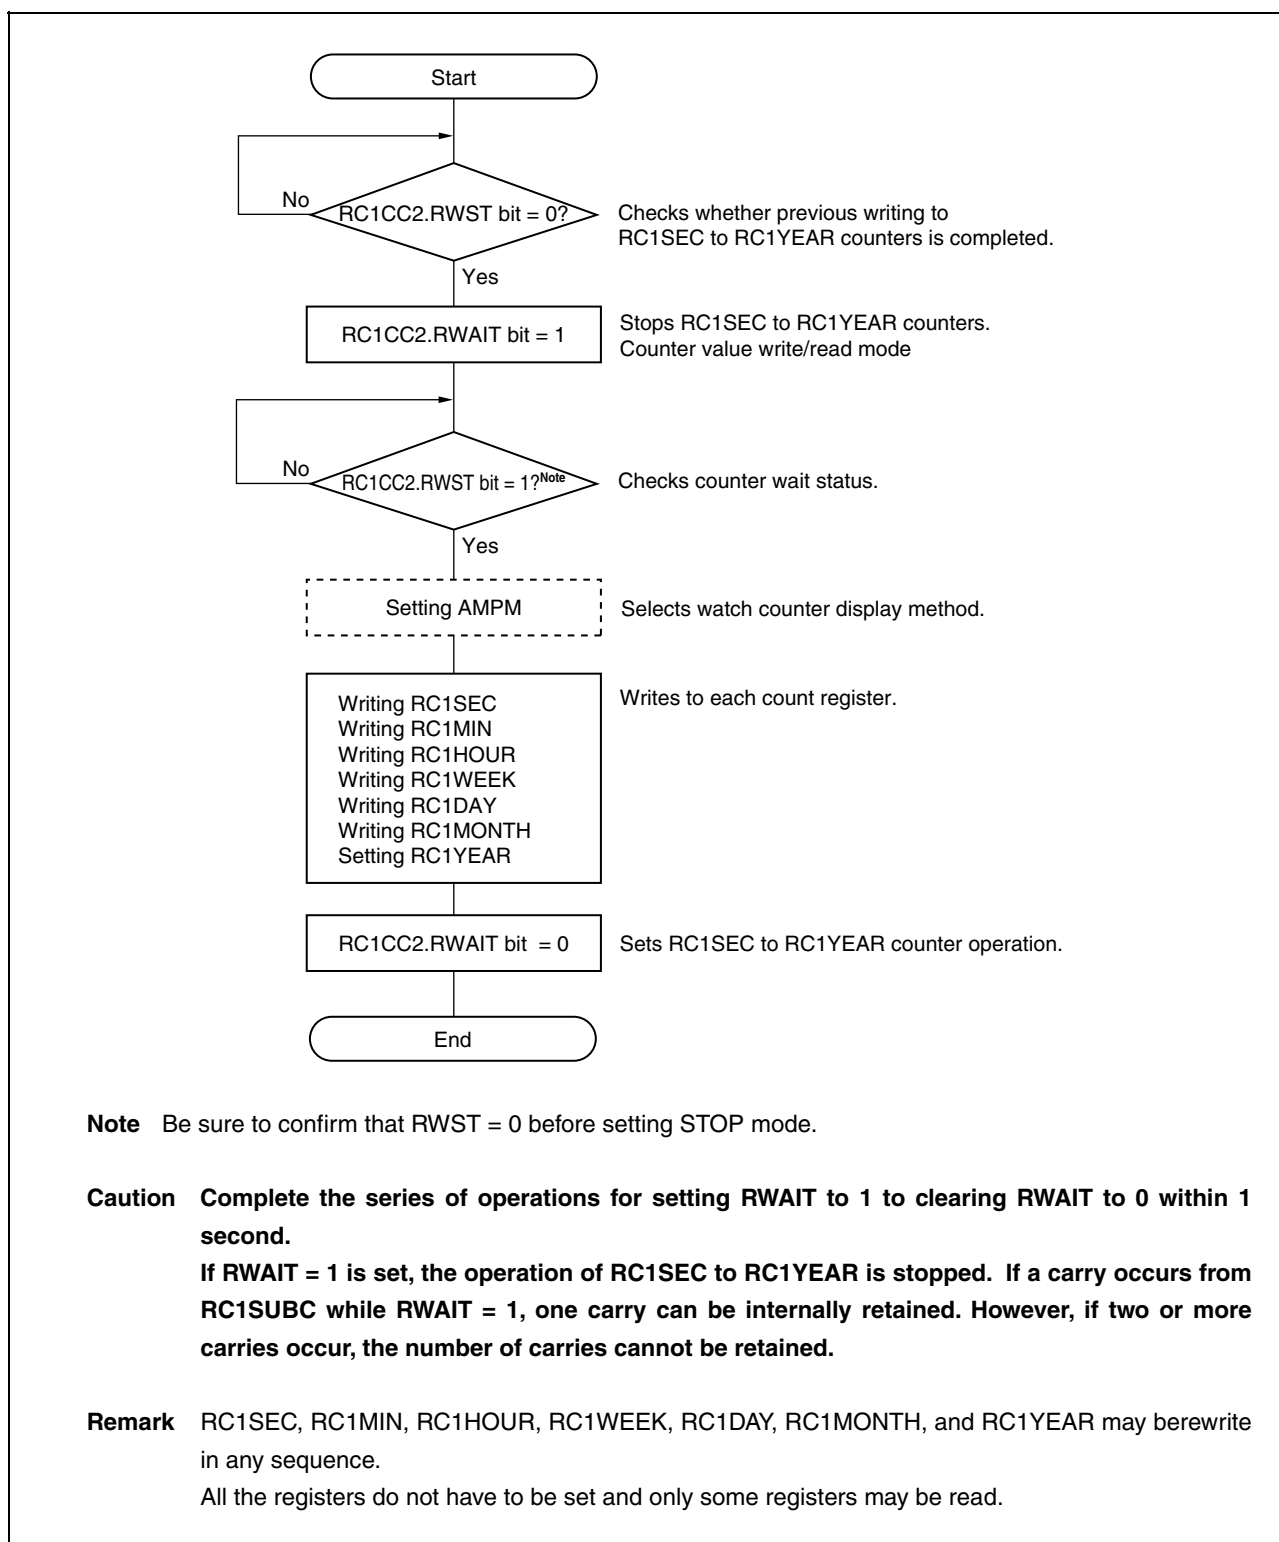 Start
No
RC1CC2.RWST bit = 0?
Checks whether previous writing to
RC1SEC to RC1YEAR counters is completed.
Yes
RC1CC2.RWAIT bit = 1
Stops RC1SEC to RC1YEAR counters.
Counter value write/read mode
No
RC1CC2.RWST bit = 1?Note
Checks counter wait status.
Yes
Setting AMPM
Selects watch counter display method.
Writing RC1SEC
Writing RC1MIN
Writing RC1HOUR
Writing RC1WEEK
Writing RC1DAY
Writing RC1MONTH
Setting RC1YEAR
Writes to each count register.
RC1CC2.RWAIT bit = 0
Sets RC1SEC to RC1YEAR counter operation.
End
Note Be sure to confirm that RWST = 0 before setting STOP mode.
Caution Complete the series of operations for setting RWAIT to 1 to clearing RWAIT to 0 within 1
second.
If RWAIT = 1 is set, the operation of RC1SEC to RC1YEAR is stopped. If a carry occurs from
RC1SUBC while RWAIT = 1, one carry can be internally retained. However, if two or more
carries occur, the number of carries cannot be retained.
Remark RC1SEC, RC1MIN, RC1HOUR, RC1WEEK, RC1DAY, RC1MONTH, and RC1YEAR may berewrite
in any sequence.
All the registers do not have to be set and only some registers may be read.